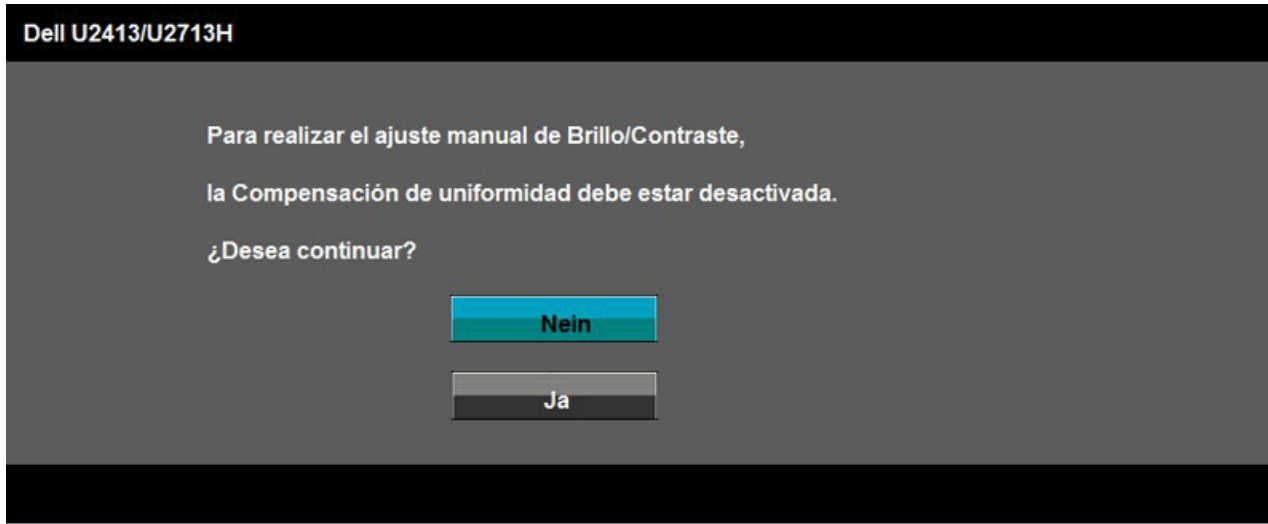 Dell U2413/U2713H
Para realizar el ajuste manual de Brillo/Contraste,
la Compensación de uniformidad debe estar desactivada.
¿Desea continuar?
Nein
Ja